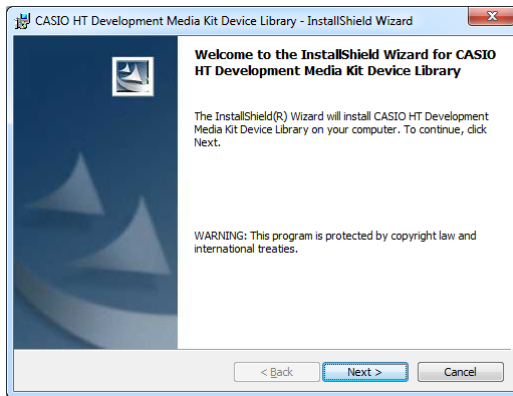 CASIO HT Development Media Kit Device Library - InstallShield Wizard
Welcome to the InstallShield Wizard for CASIO
HT Development Media Kit Device Library
The InstallShield(R) Wizard will install CASIO HT Development
Media Kit Device Library on your computer. To continue, click
Next.
WARNING: This program is protected by copyright law and
international treaties.
< Back
Next >
Cancel